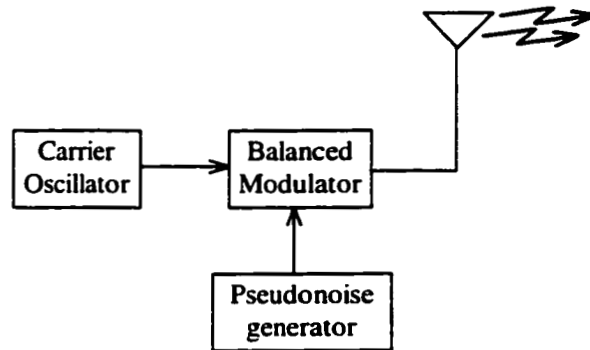 Carrier
Oscillator
Balanced
Modulator
Pseudonoise
generator